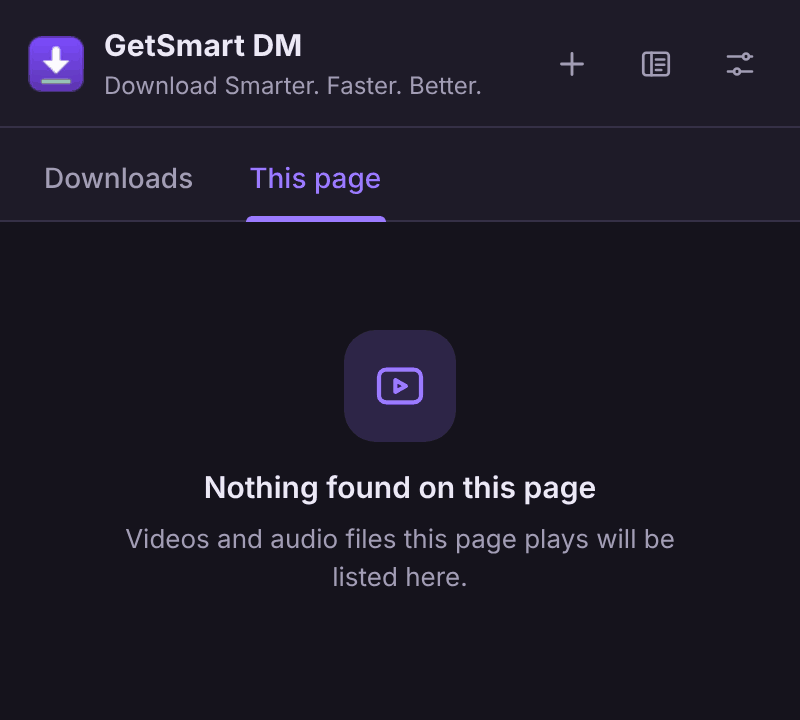 GetSmart DM
Download Smarter. Faster. Better.
Downloads
This page
Nothing found on this page
Videos and audio files this page plays will be
listed here.